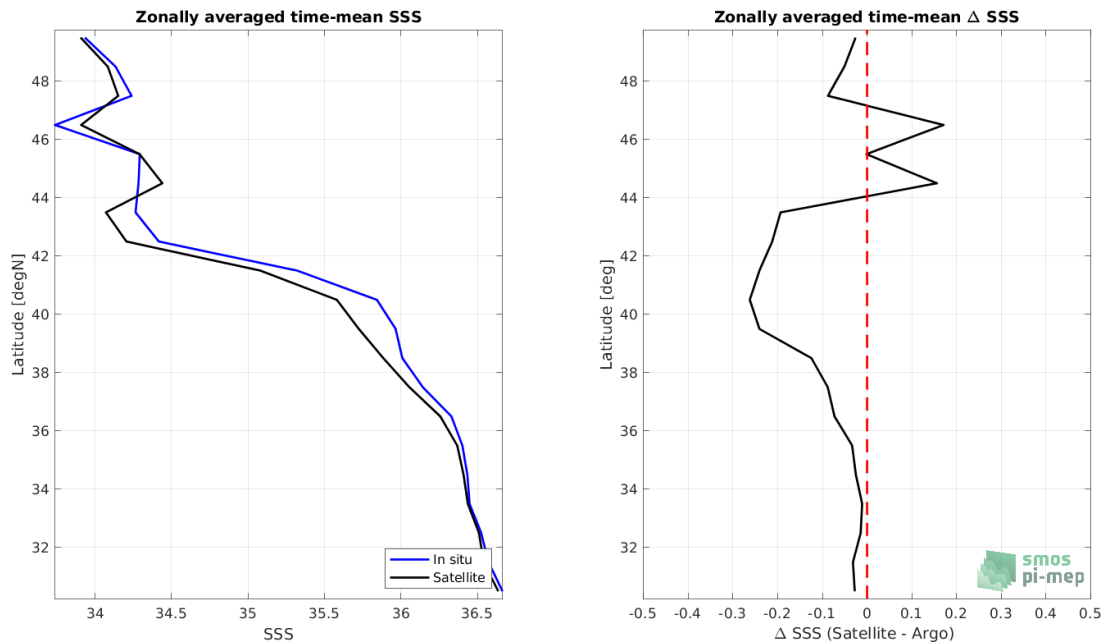 Zonally averaged time-mean SSS
Latitude [degN]
48
46
44
42
40
38
36
34
32
34 34.5 35 35.5 36 36.5
SSS
In situ
Satellite
Zonally averaged time-mean Δ SSS
Latitude [deg]
48
46
44
42
40
38
36
34
32
-0.5 -0.4 -0.3 -0.2 -0.1 0 0.1 0.2 0.3 0.4 0.5
Δ SSS (Satellite - Argo)
smos
pi-mep